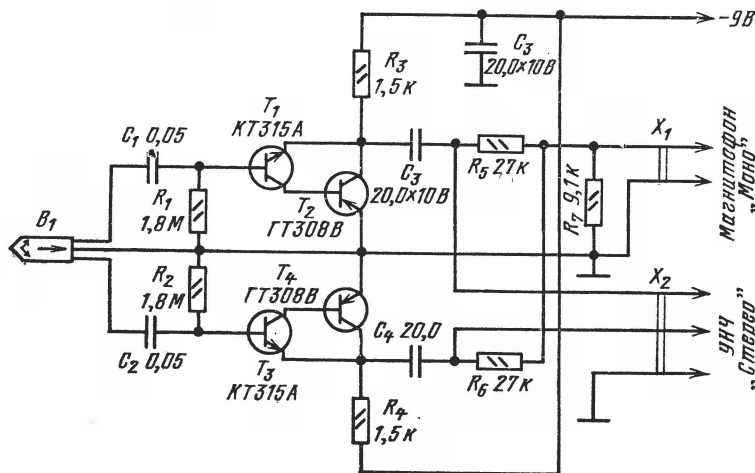 -9В
C₃
20,0×10В
R₃
1,5к
T₁
КТ315А
C₁ 0,05
X₁
Магнитофон
„Моно”
C₃
20,0×10В
R₅ 27к
R₇ 9,1к
R₁
1,8М
T₂
ГТ308В
B₁
R₂
1,8М
T₄
ГТ308В
X₂
УНЧ
„Стерео”
C₄ 20,0
C₂ 0,05
T₃
КТ315А
R₆ 27к
R₄
1,5к